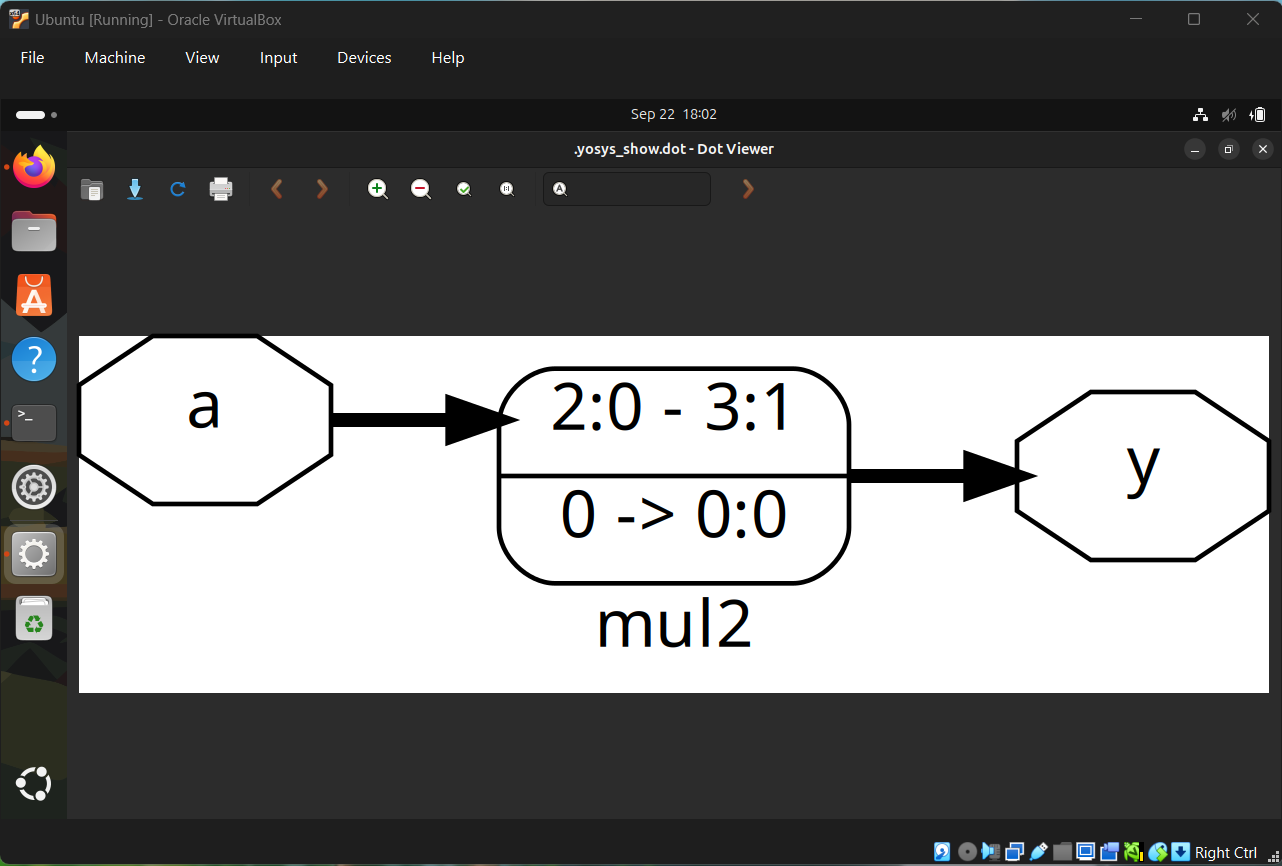 Ubuntu [Running] - Oracle VirtualBox
File Machine View Input Devices Help
Sep 22 18:02
.yosys_show.dot - Dot Viewer
a
2:0 - 3:1
0 -> 0:0
mul2
y
Right Ctrl